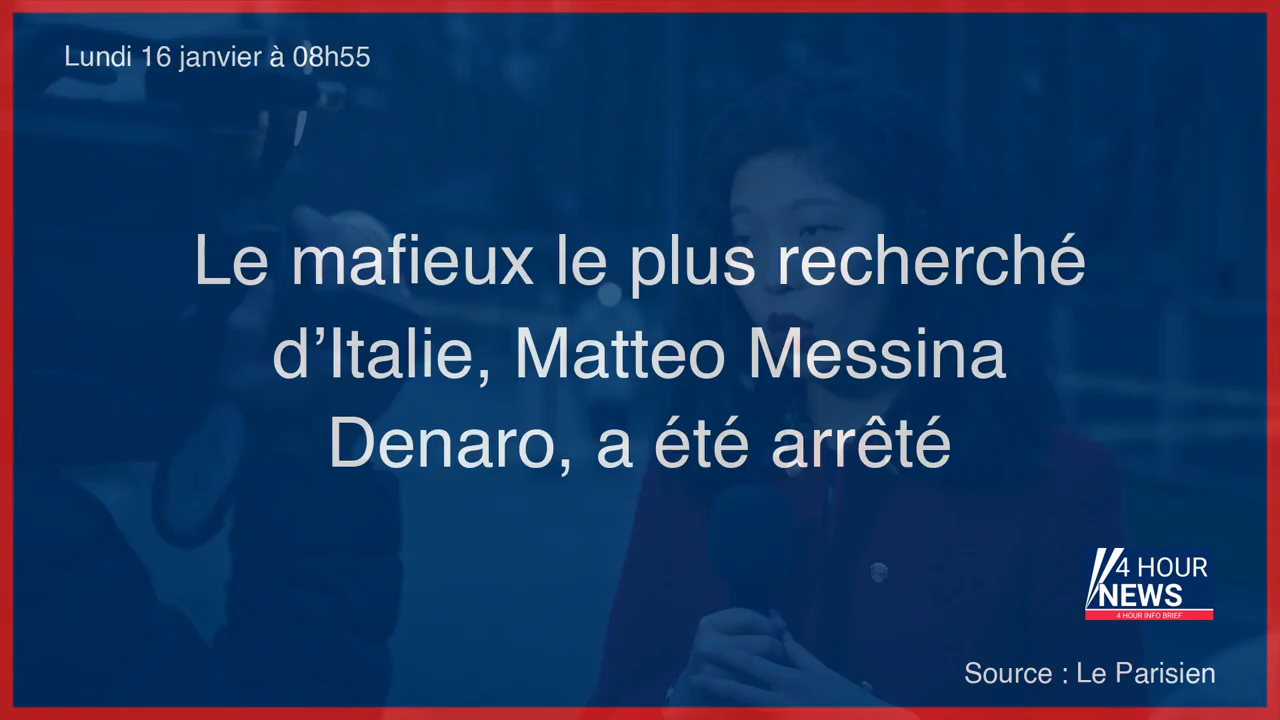 Lundi 16 janvier à 08h55
Le mafieux le plus recherché
d’Italie, Matteo Messina
Denaro, a été arrêté
4 HOUR
NEWS
4 HOUR INFO BRIEF
Source : Le Parisien